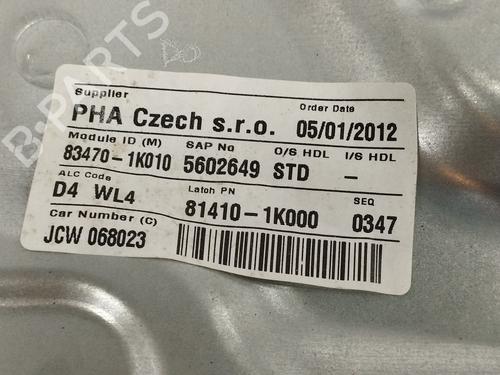 B-PARTS
Supplier Order Date
PHA Czech s.r.o. 05/01/2012
Module ID (M) SAP No O/S HDL I/S HDL
83470-1K010 5602649 STD –
ALC Code Latch PN SEQ
D4 WL4 81410-1K000 0347
Car Number (C)
JCW 068023